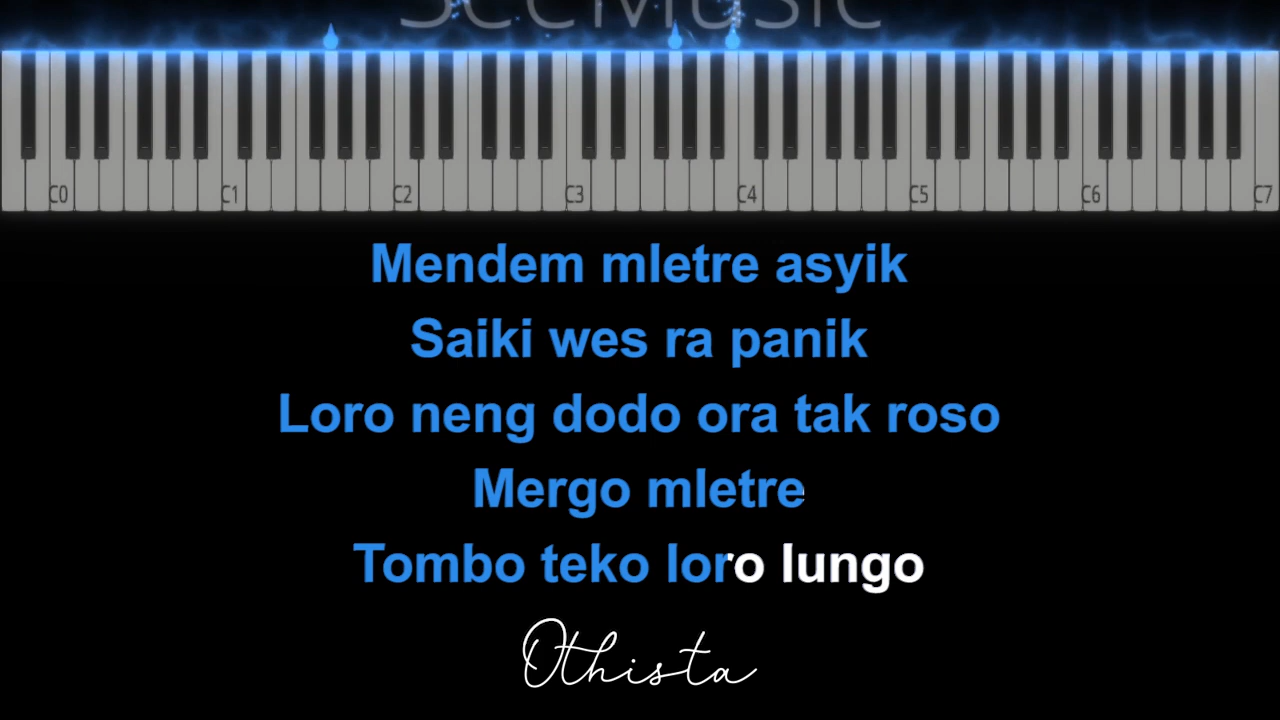 SeeMusic
C0 C1 C2 C3 C4 C5 C6 C7
Mendem mletre asyik
Saiki wes ra panik
Loro neng dodo ora tak roso
Mergo mletre
Tombo teko loro lungo
Othista